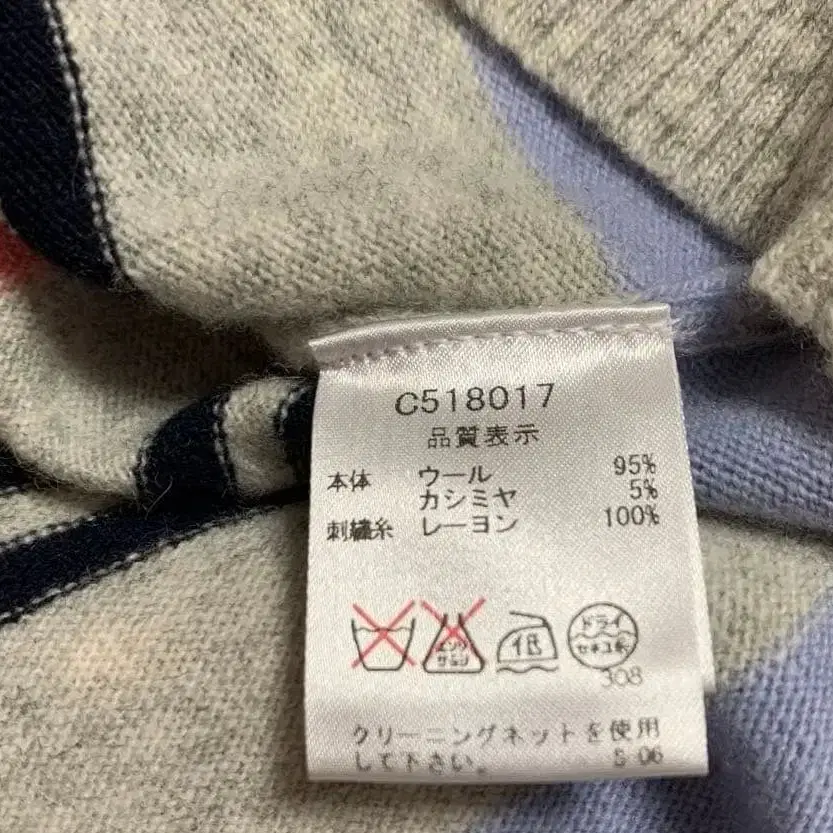 C518017
品質表示
本体 ウール 95%
カシミヤ 5%
刺繍糸 レーヨン 100%
エンソ サラシ 低 ドライ セキユ系
308
クリーニングネットを使用
して下さい。 S 06